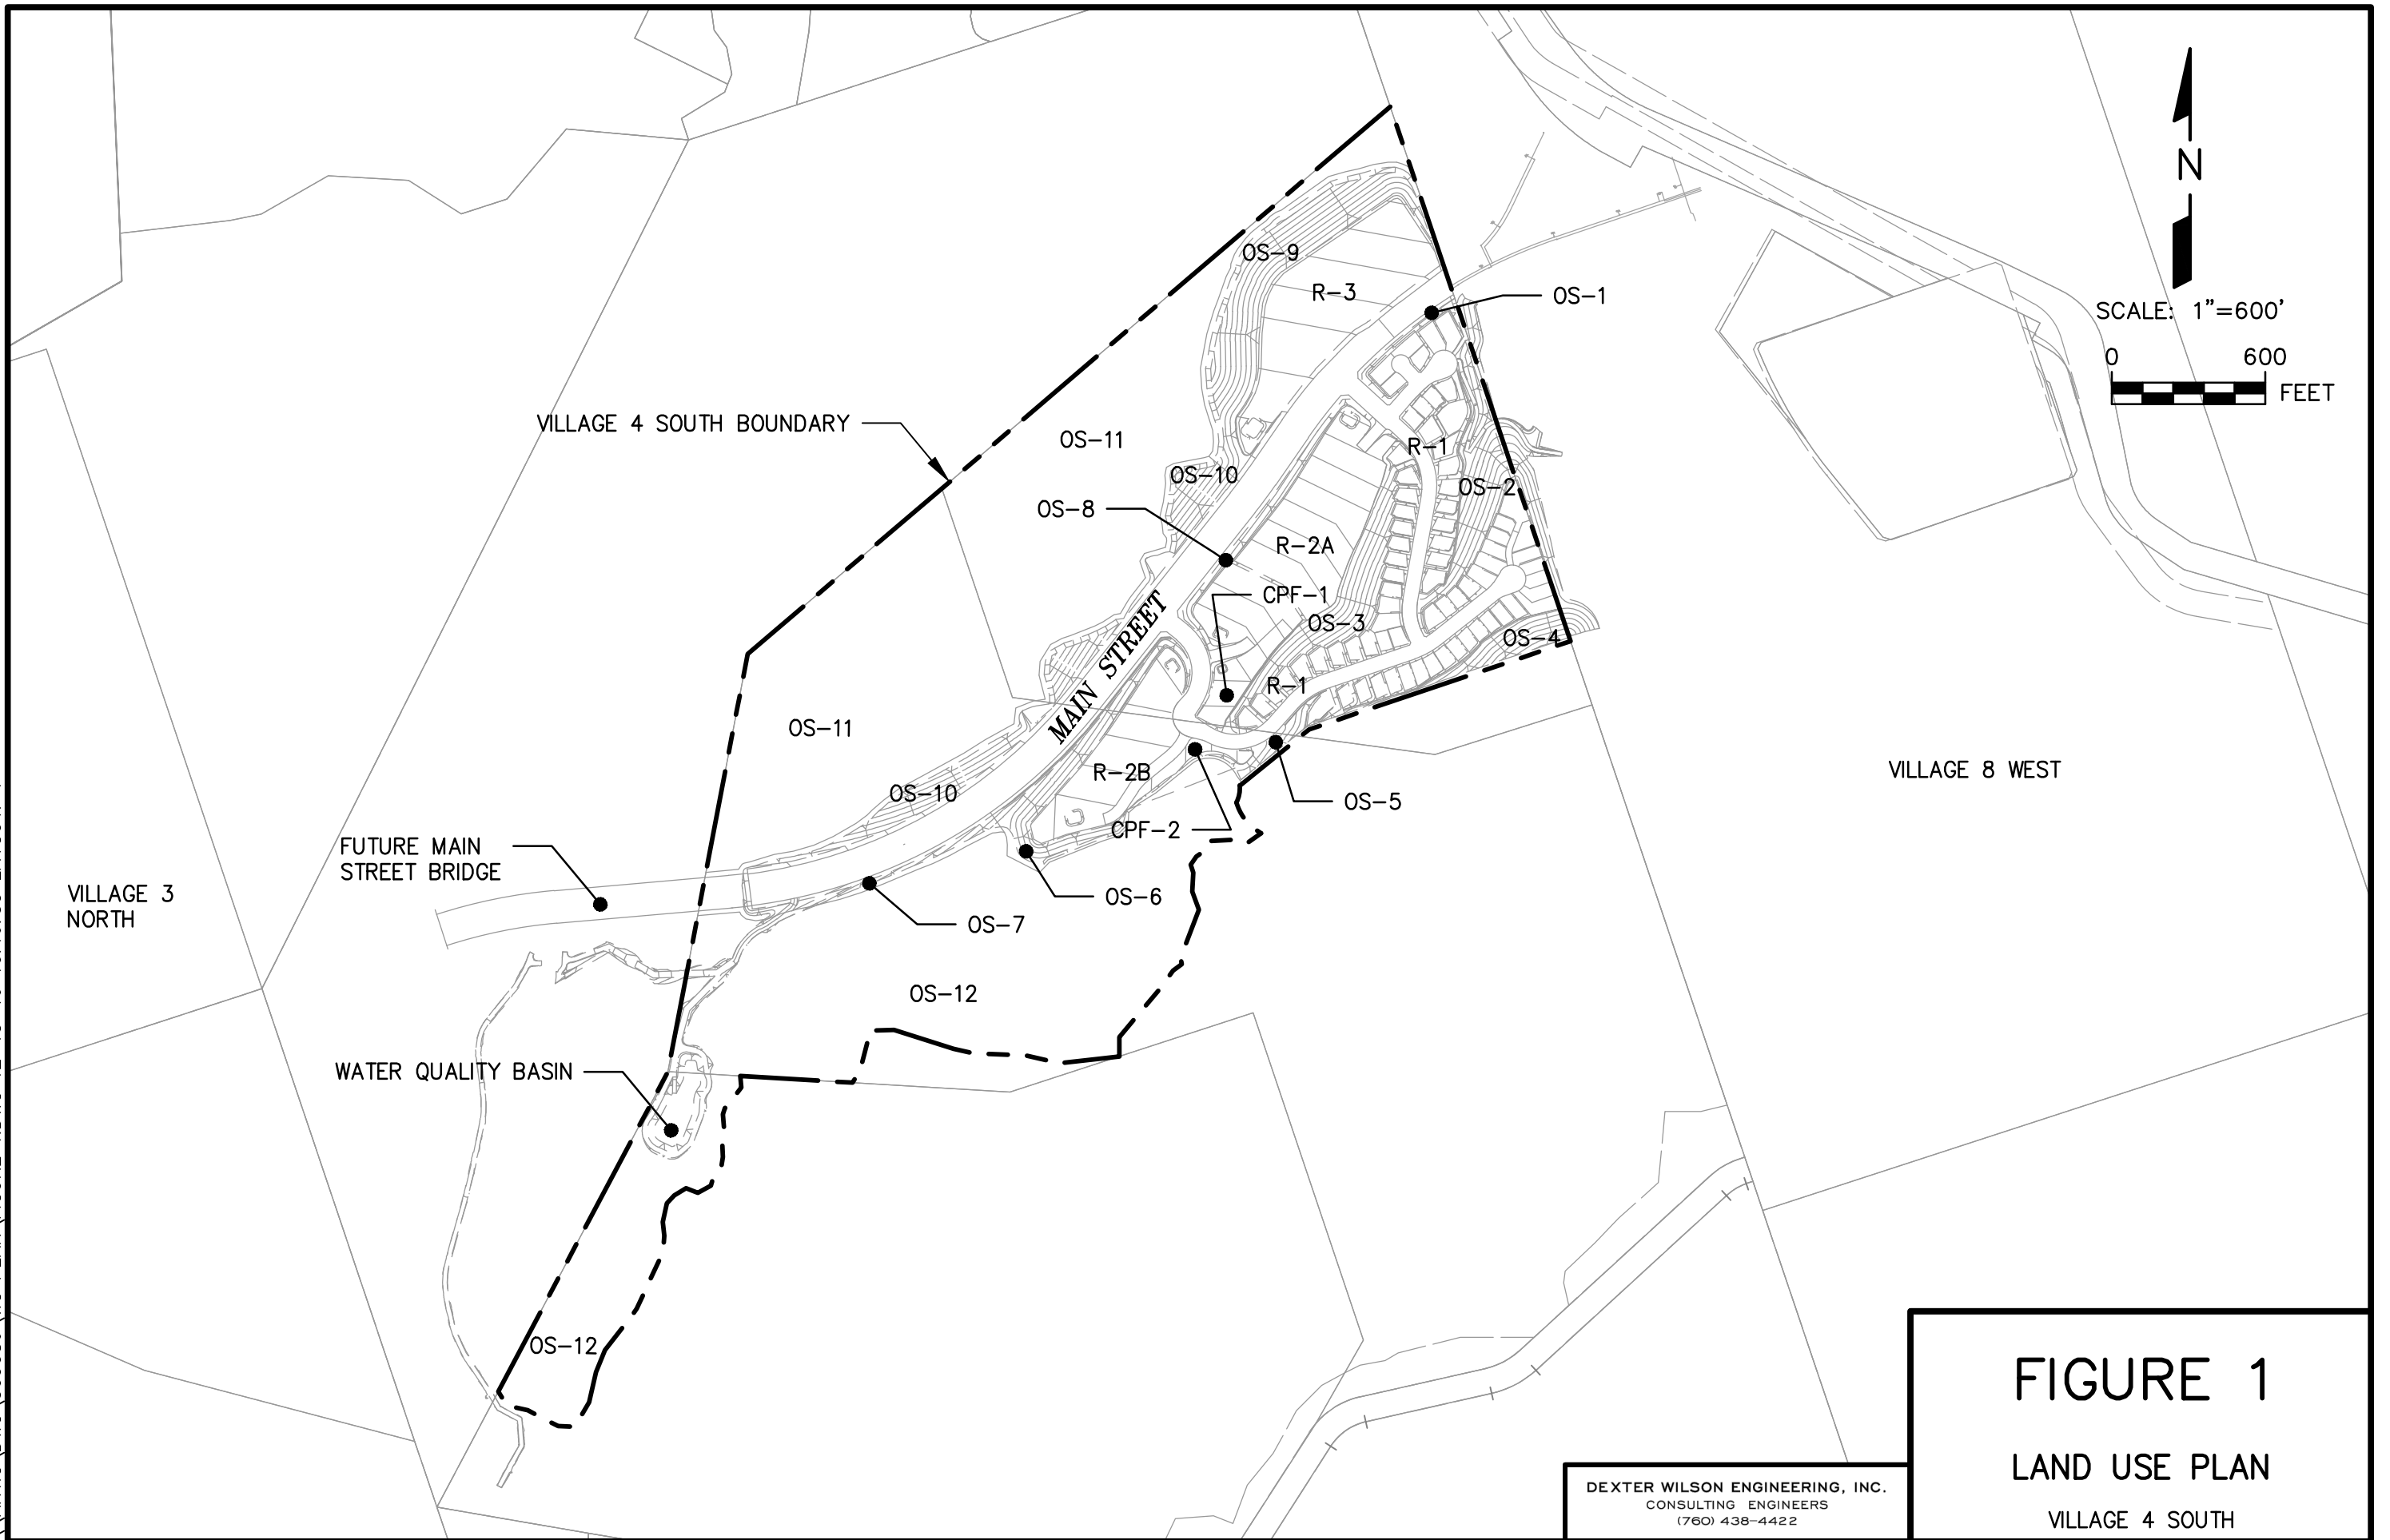 N
SCALE: 1"=600'
0 600
FEET
OS-9
R-3
OS-1
VILLAGE 4 SOUTH BOUNDARY
OS-11
R-1
OS-10
OS-2
OS-8
R-2A
CPF-1
OS-3
OS-4
MAIN STREET
R-1
OS-11
R-2B
VILLAGE 8 WEST
OS-10
OS-5
CPF-2
FUTURE MAIN
STREET BRIDGE
VILLAGE 3
NORTH
OS-6
OS-7
OS-12
WATER QUALITY BASIN
OS-12
FIGURE 1
LAND USE PLAN
VILLAGE 4 SOUTH
DEXTER WILSON ENGINEERING, INC.
CONSULTING ENGINEERS
(760) 438-4422